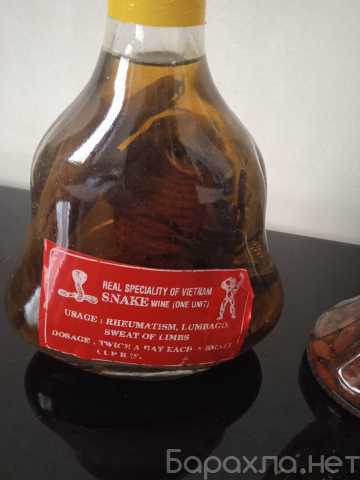 REAL SPECIALITY OF VIETNAM
SNAKE WINE (ONE UNIT)
USAGE : RHEUMATISM, LUMBAGO,
SWEAT OF LIMBS
DOSAGE : TWICE A DAY EACH
CUP
Барахла.нет